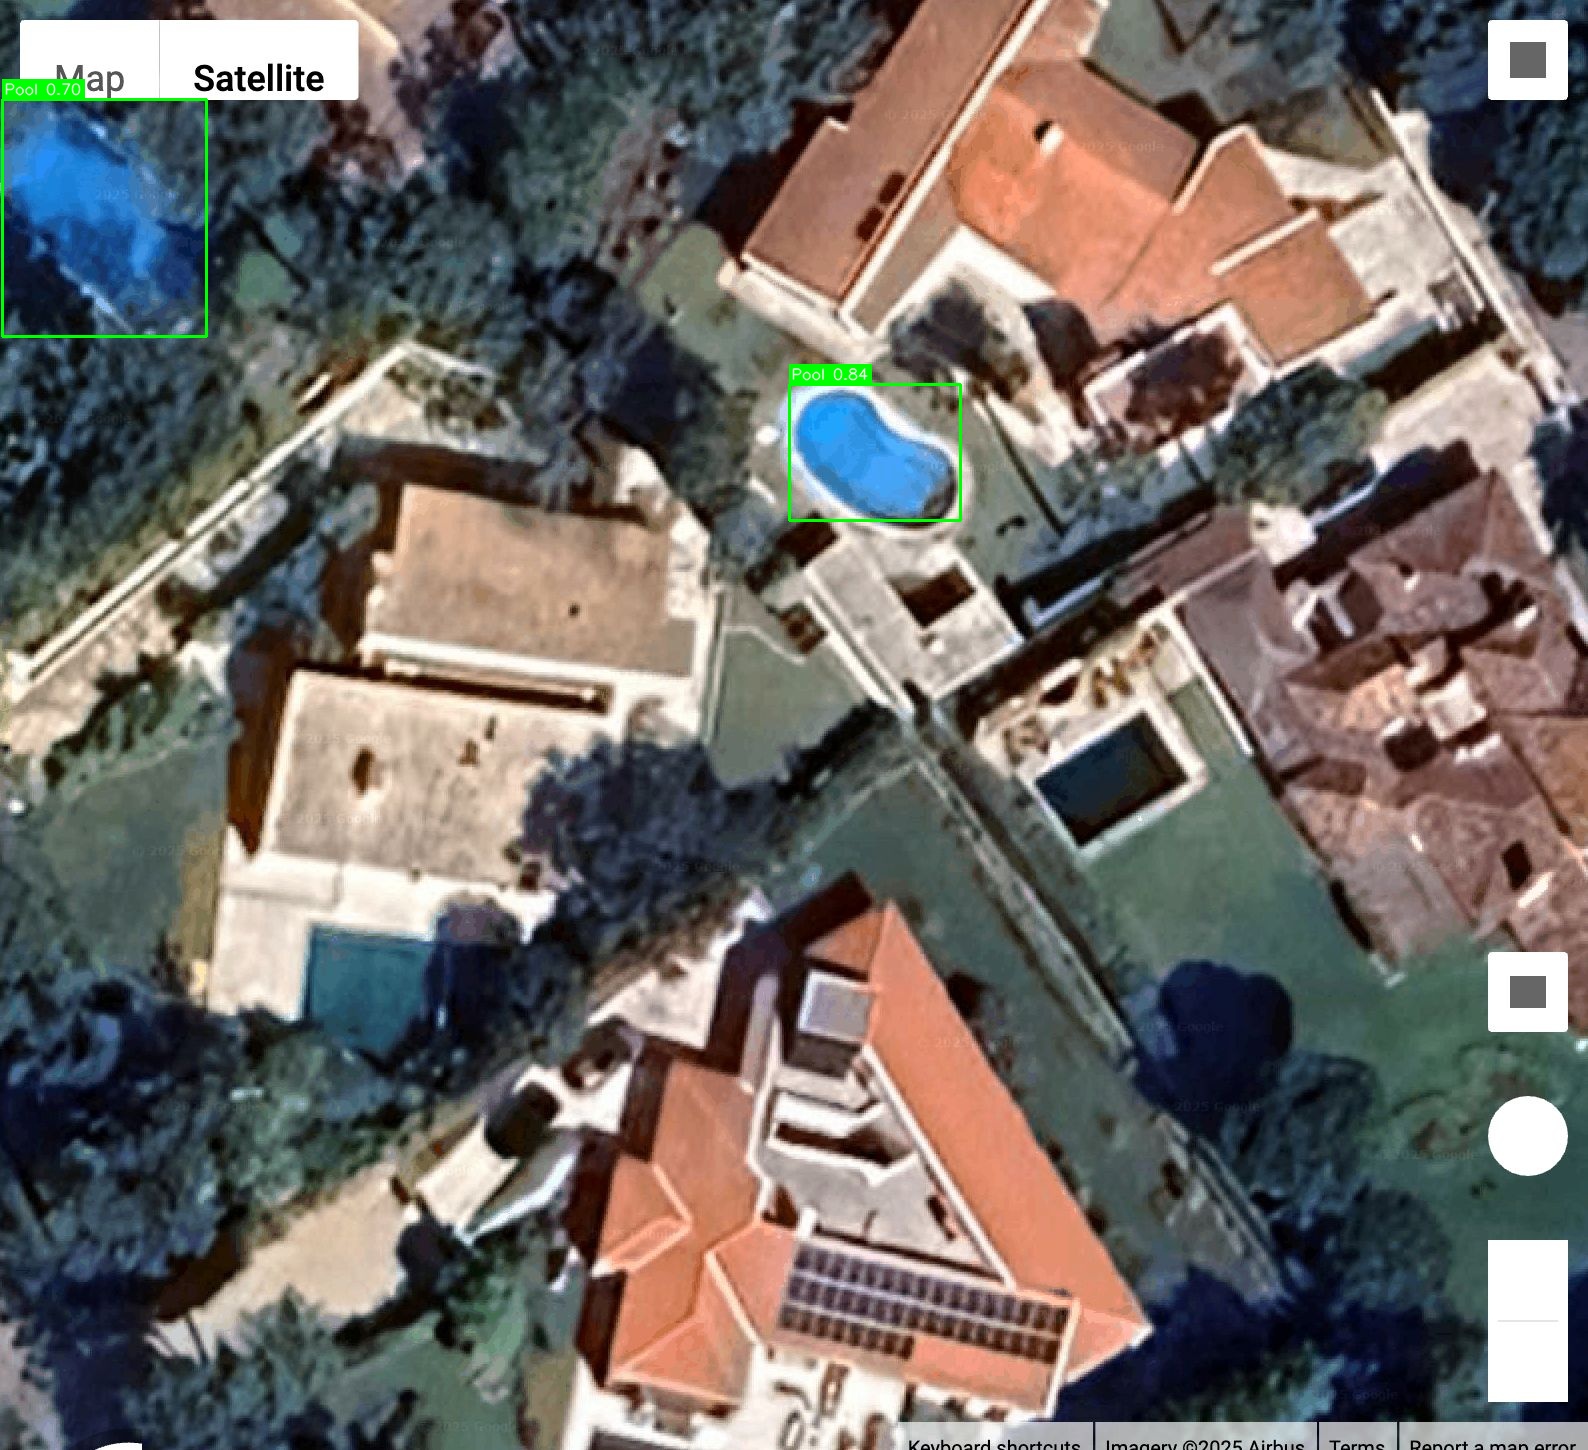 Map
Satellite
Pool 0.70
Pool 0.84
Keyboard shortcuts
Imagery ©2025 Airbus
Terms
Report a map error